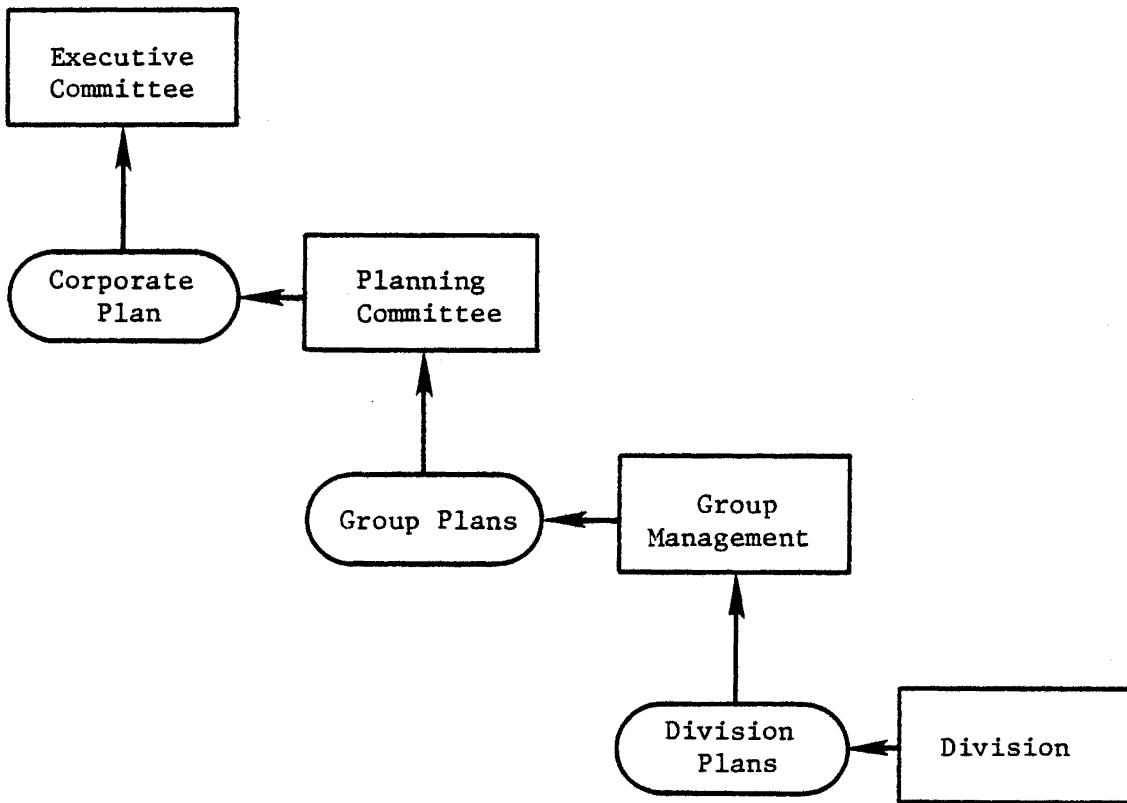 Executive
Committee
Corporate
Plan
Planning
Committee
Group Plans
Group
Management
Division
Plans
Division